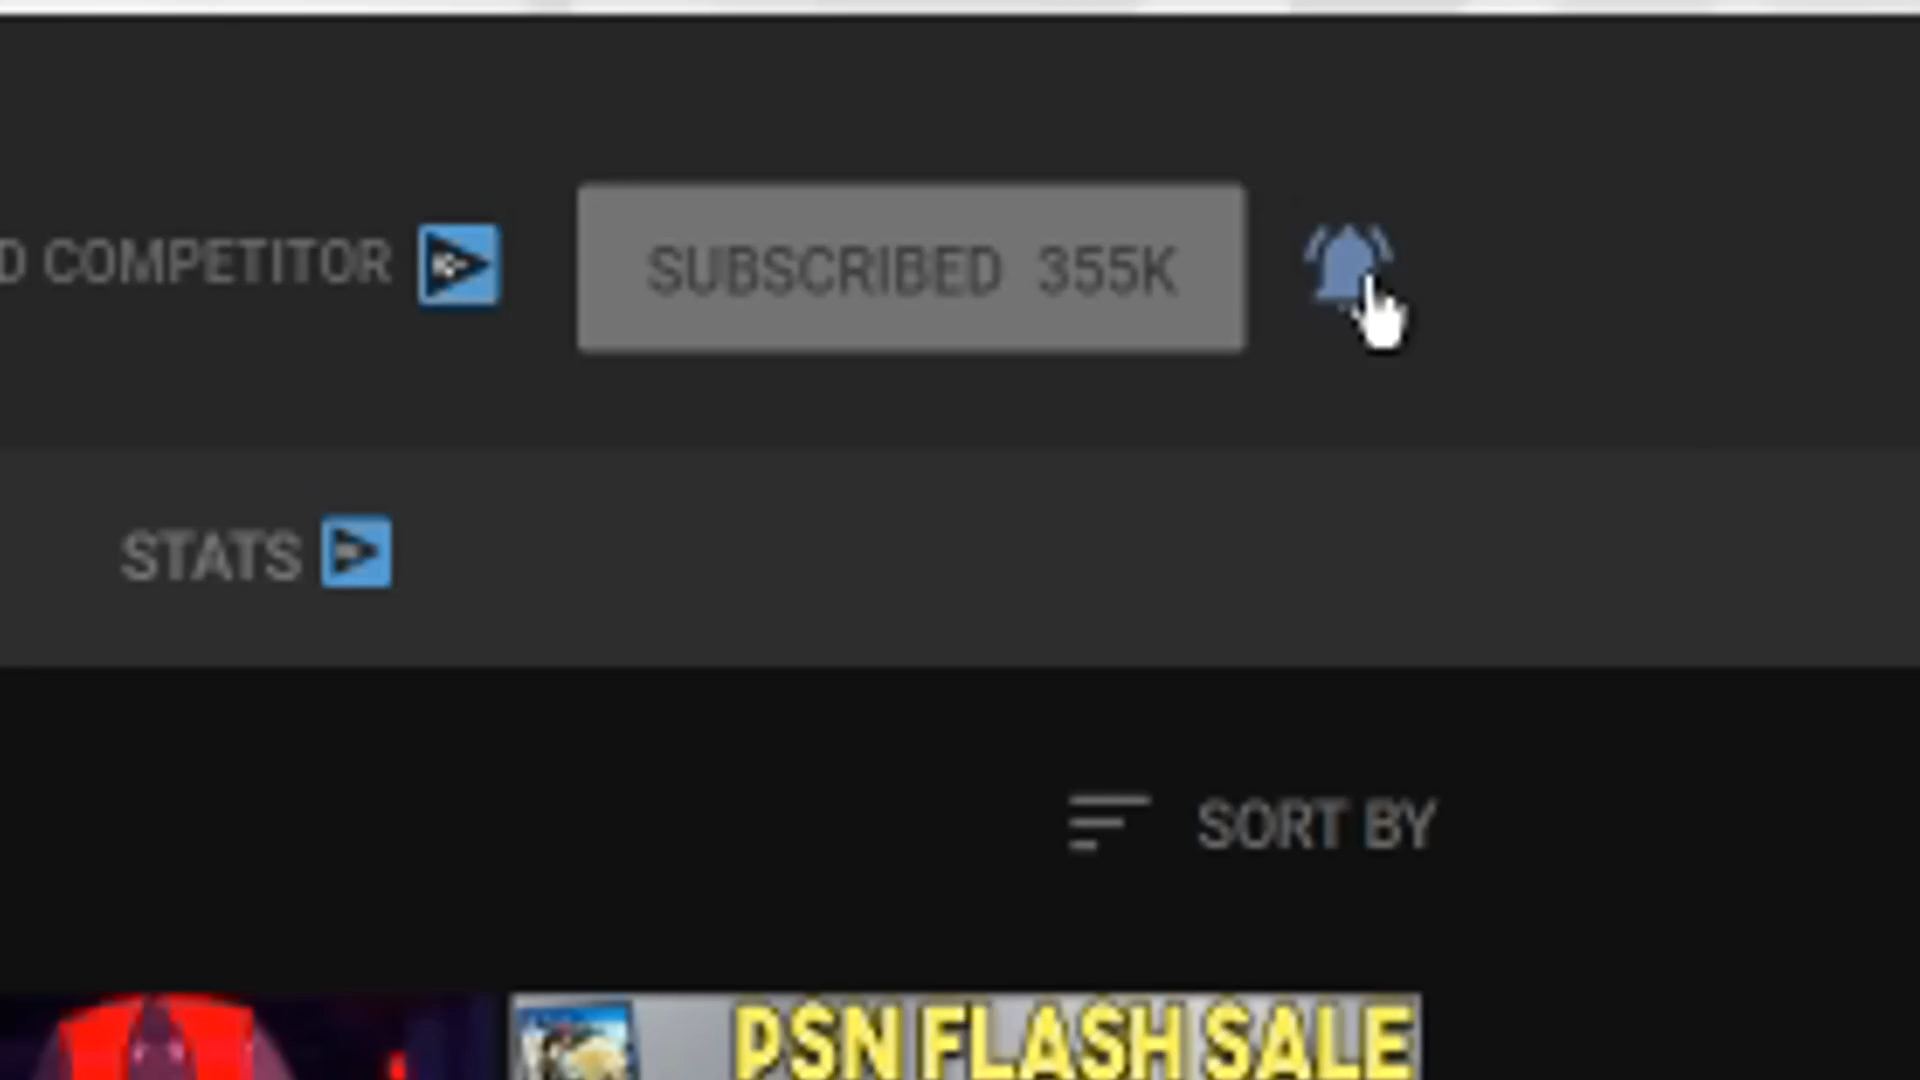 D COMPETITOR
SUBSCRIBED 355K
STATS
SORT BY
PSN FLASH SALE